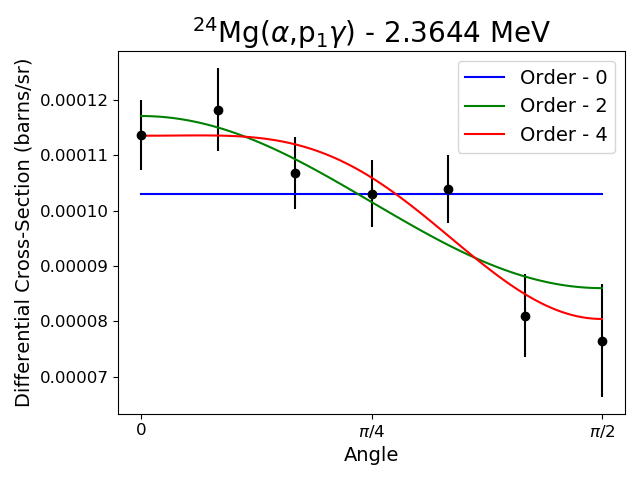 ²⁴Mg(α,p₁γ) - 2.3644 MeV
Order - 0
Order - 2
Order - 4
Differential Cross-Section (barns/sr)
0.00012
0.00011
0.00010
0.00009
0.00008
0.00007
0 π/4 π/2
Angle